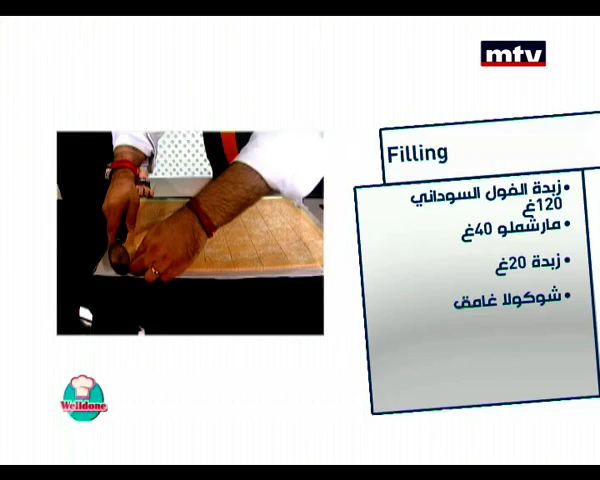 mtv
Filling
•زبدة الفول السوداني
120غ
•مارشملو 40غ
•زبدة 20غ
•شوكولا غامق
Welldone